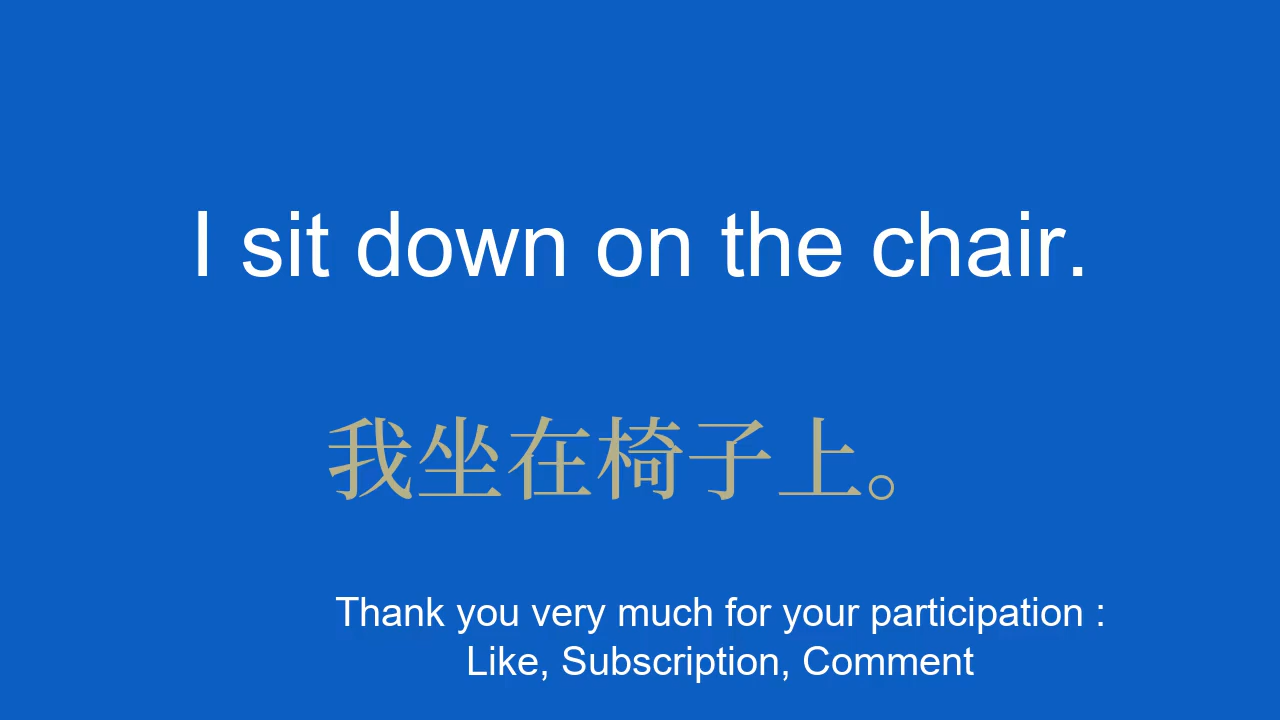 I sit down on the chair.
我坐在椅子上。
Thank you very much for your participation :
Like, Subscription, Comment